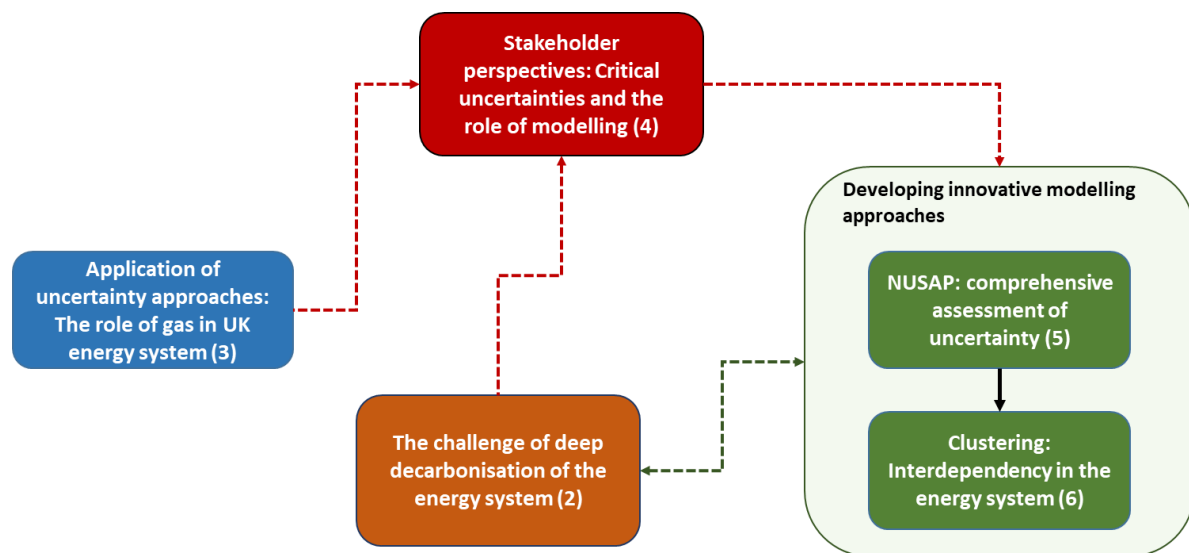 Stakeholder
perspectives: Critical
uncertainties and the
role of modelling (4)
Developing innovative modelling
approaches
Application of
uncertainty approaches:
The role of gas in UK
energy system (3)
NUSAP: comprehensive
assessment of
uncertainty (5)
The challenge of deep
decarbonisation of the
energy system (2)
Clustering:
Interdependency in the
energy system (6)